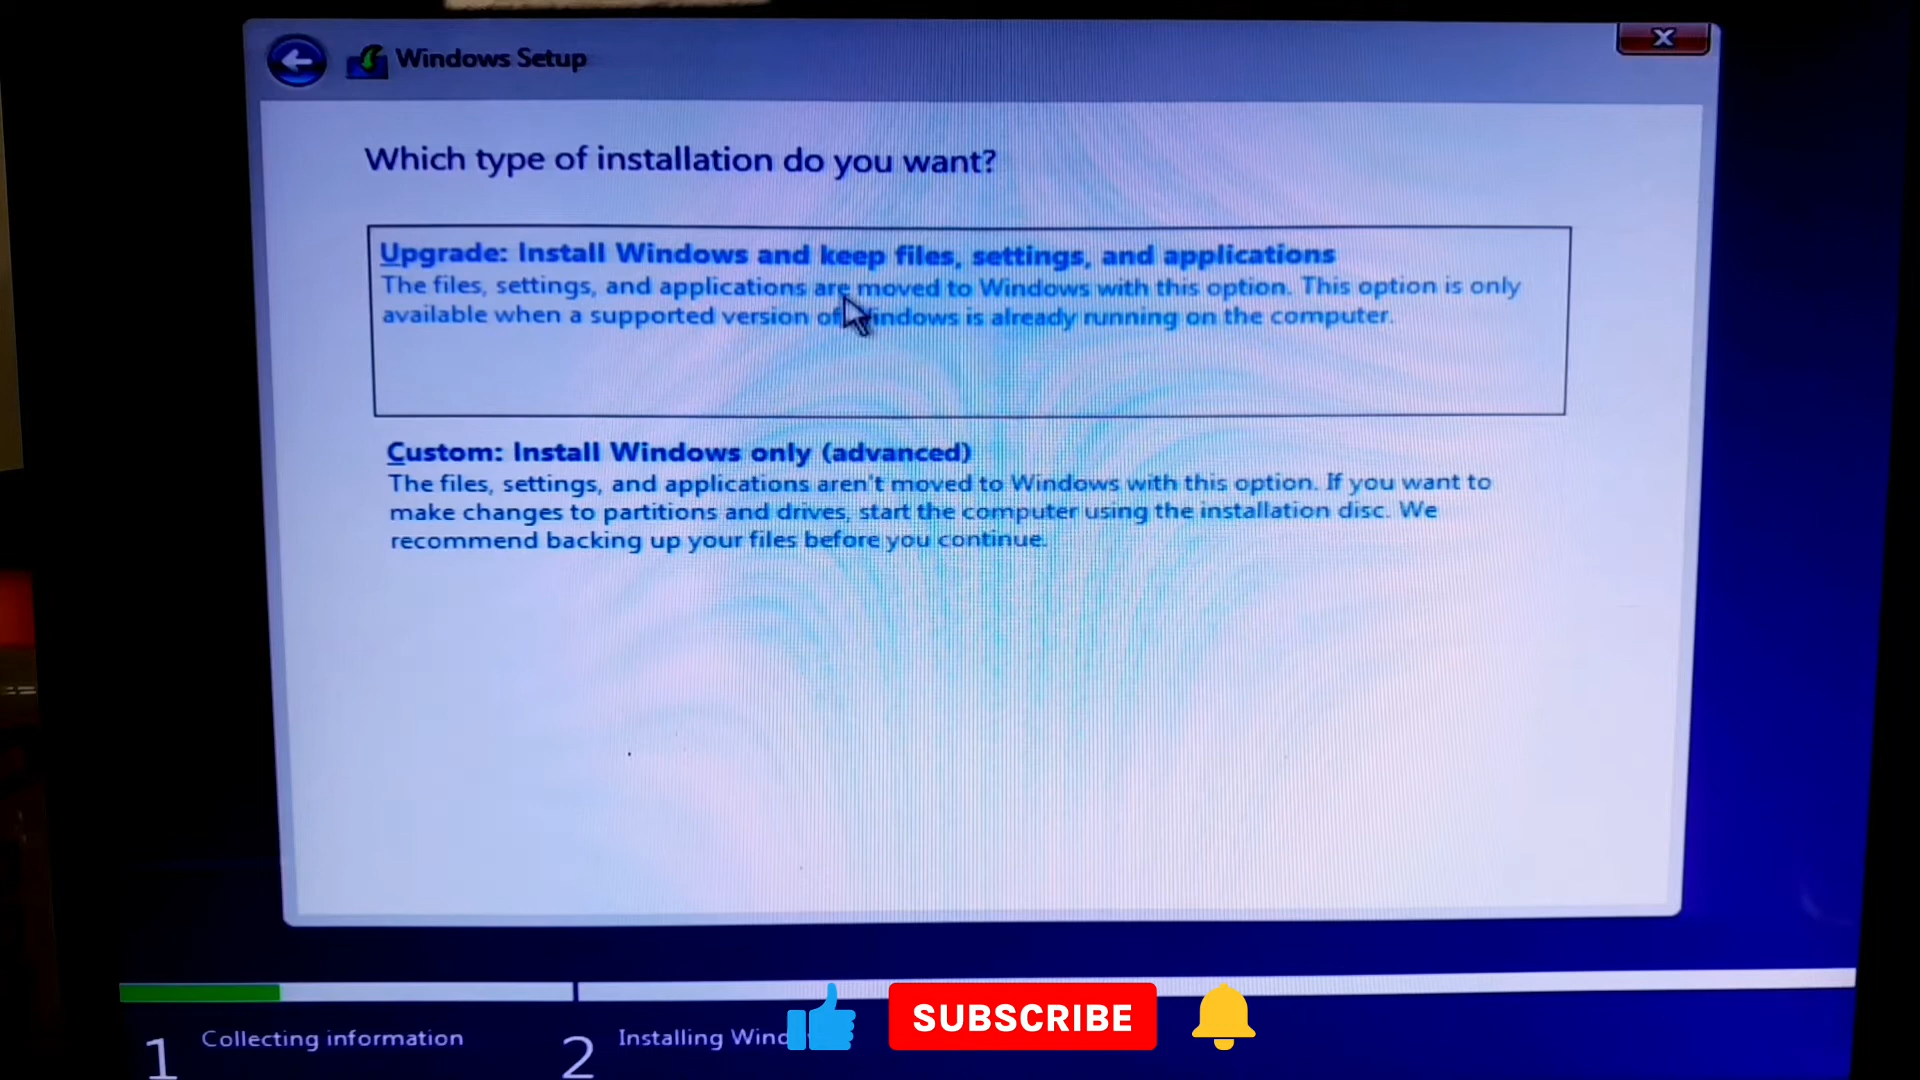 Windows Setup
Which type of installation do you want?
Upgrade: Install Windows and keep files, settings, and applications
The files, settings, and applications are moved to Windows with this option. This option is only
available when a supported version of Windows is already running on the computer.
Custom: Install Windows only (advanced)
The files, settings, and applications aren't moved to Windows with this option. If you want to
make changes to partitions and drives, start the computer using the installation disc. We
recommend backing up your files before you continue.
1 Collecting information
2 Installing Wind
SUBSCRIBE